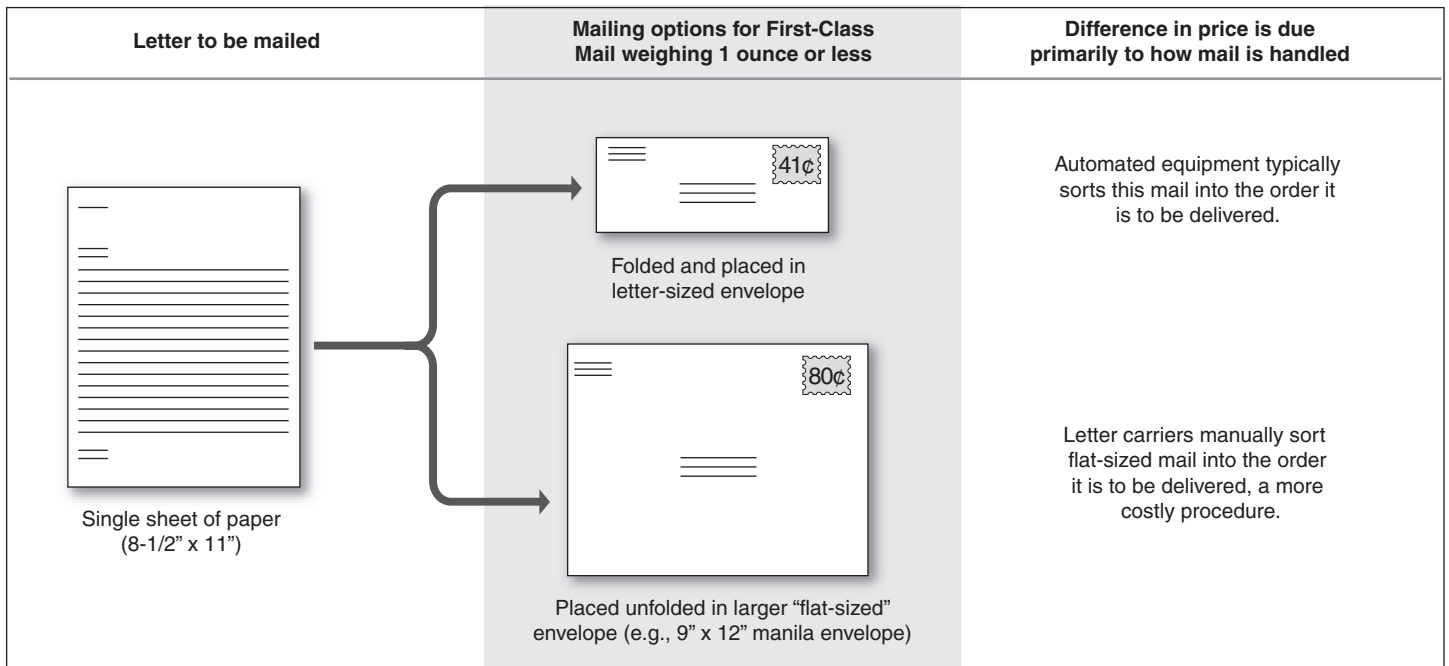 Letter to be mailed
Mailing options for First-Class
Mail weighing 1 ounce or less
Difference in price is due
primarily to how mail is handled
41¢
Folded and placed in
letter-sized envelope
Automated equipment typically
sorts this mail into the order it
is to be delivered.
Single sheet of paper
(8-1/2” x 11”)
80¢
Placed unfolded in larger “flat-sized”
envelope (e.g., 9” x 12” manila envelope)
Letter carriers manually sort
flat-sized mail into the order
it is to be delivered, a more
costly procedure.